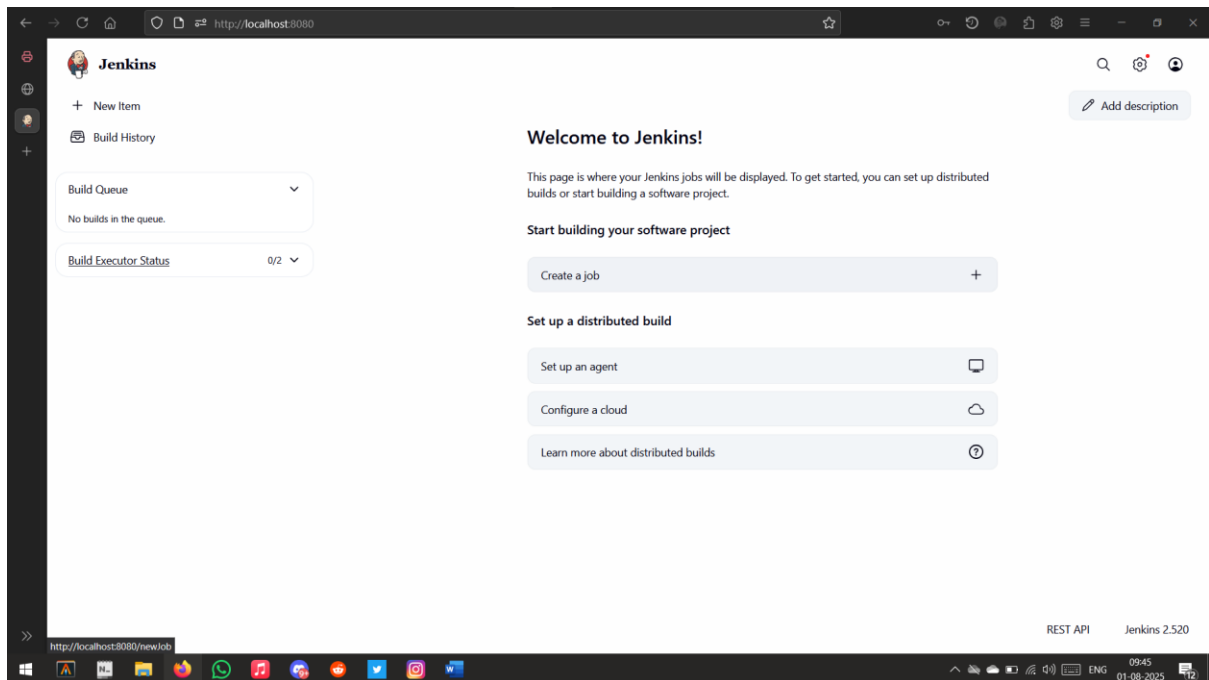 http://localhost:8080
Jenkins
New Item
Build History
Add description
Build Queue
No builds in the queue.
Build Executor Status
0/2
Welcome to Jenkins!
This page is where your Jenkins jobs will be displayed. To get started, you can set up distributed
builds or start building a software project.
Start building your software project
Create a job
Set up a distributed build
Set up an agent
Configure a cloud
Learn more about distributed builds
REST API
Jenkins 2.520
http://localhost:8080/newJob
ENG
09:45
01-08-2025
12